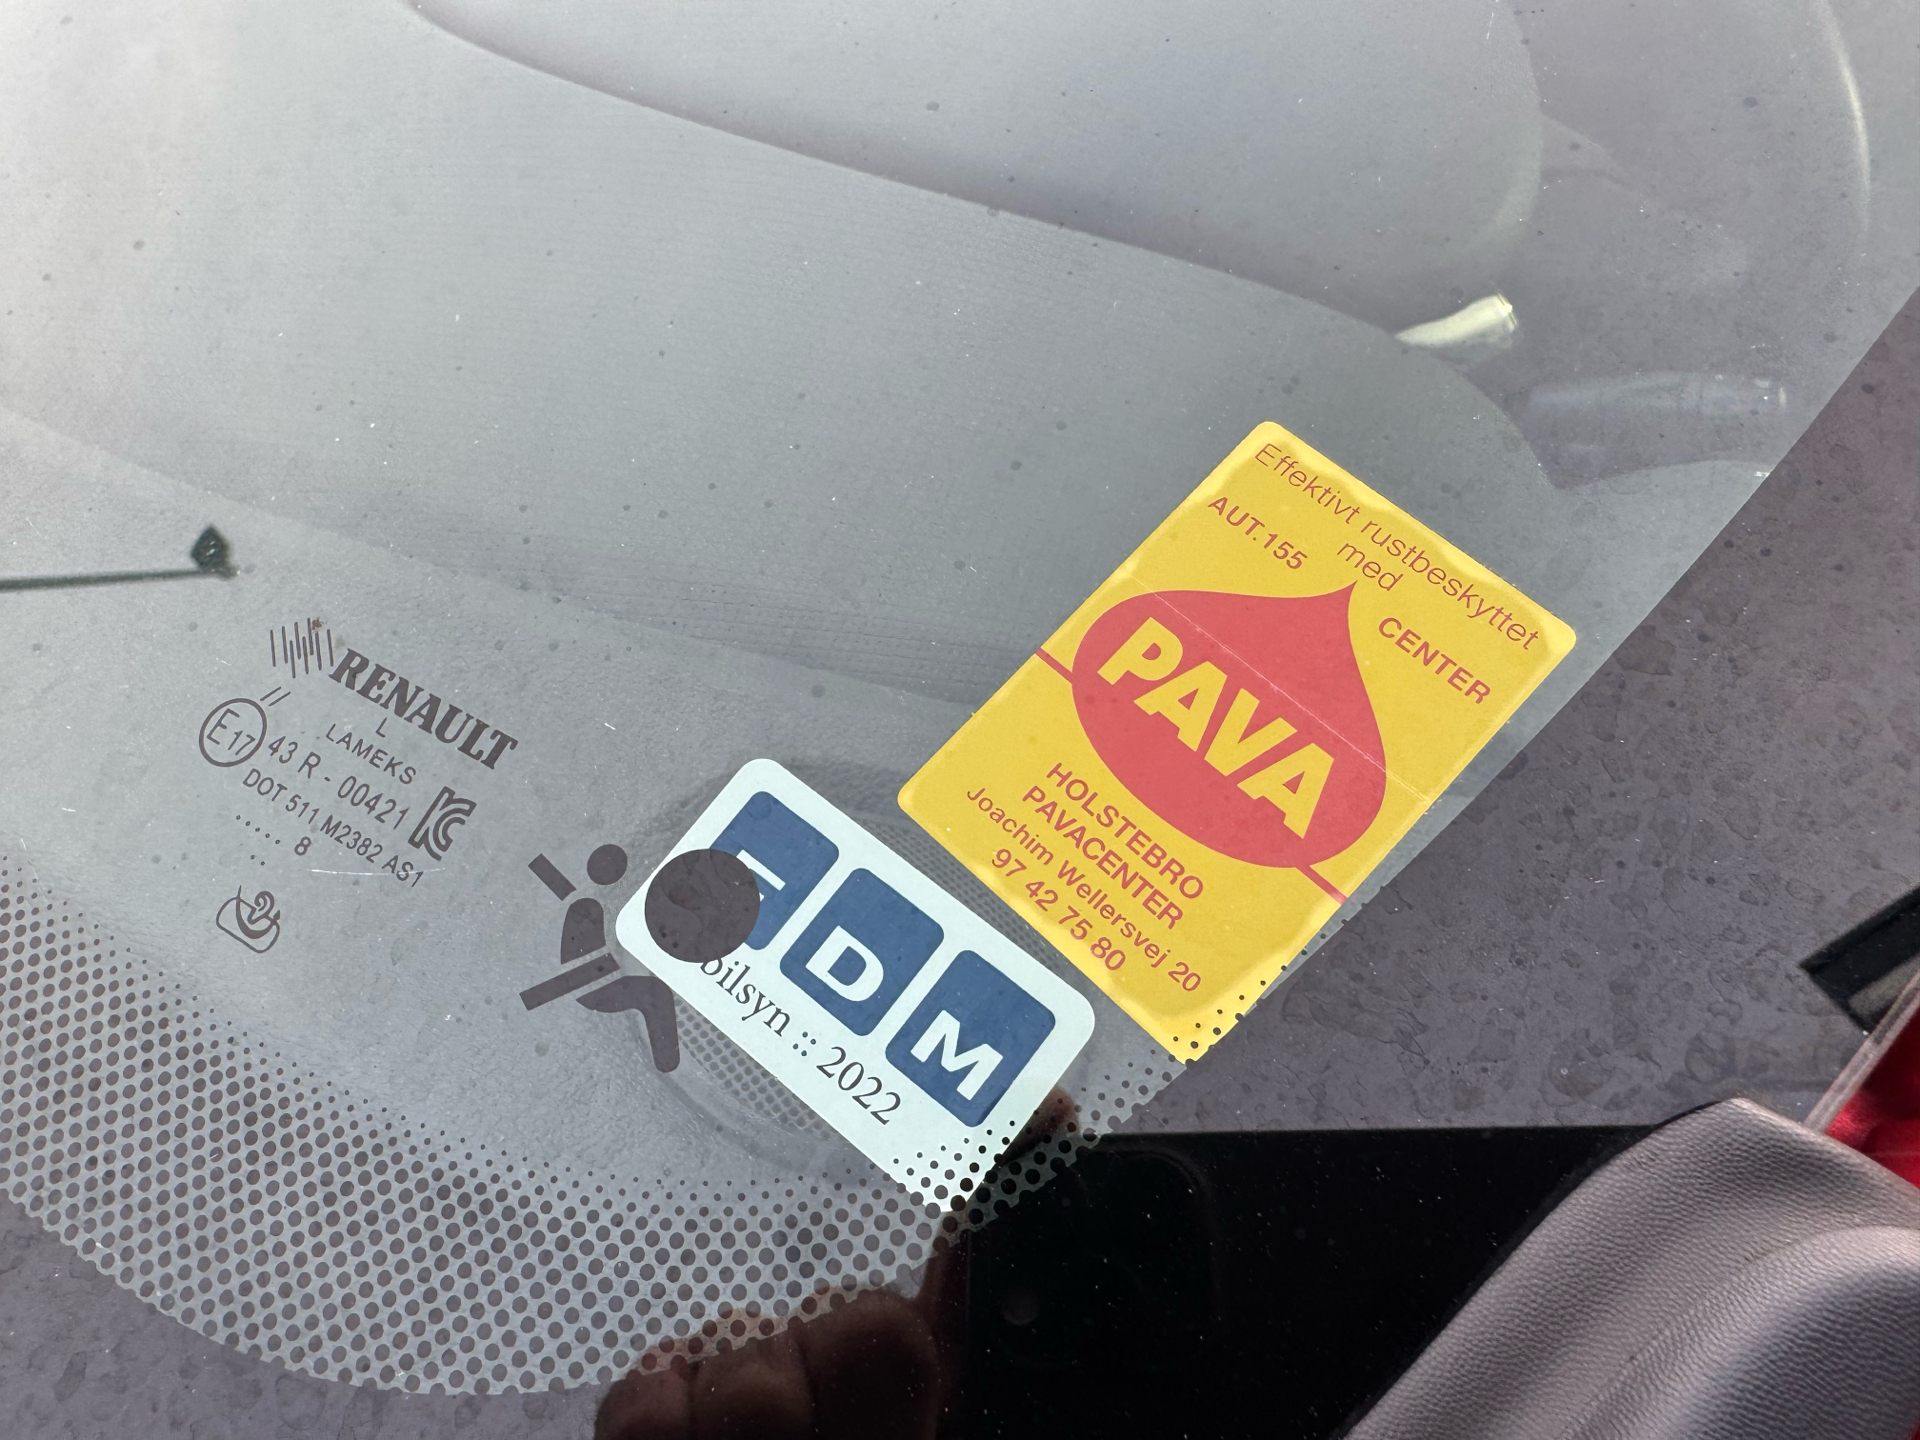 RENAULT
L
LAMEKS
E17 43 R - 00421
DOT 511 M2382 AS1
..... 8
..
DM
bilsyn :: 2022
Effektivt rustbeskyttet
med
AUT.155 CENTER
PAVA
HOLSTEBRO
PAVACENTER
Joachim Wellersvej 20
97 42 75 80